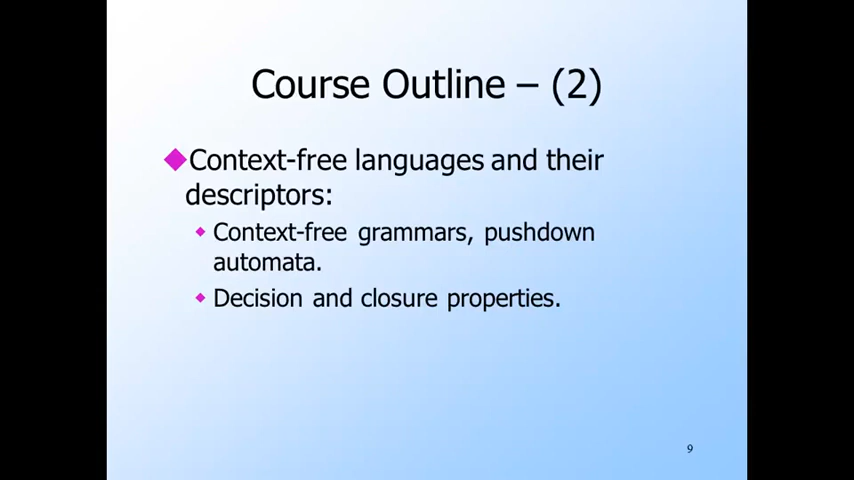 Course Outline – (2)
Context-free languages and their
descriptors:
Context-free grammars, pushdown
automata.
Decision and closure properties.
9